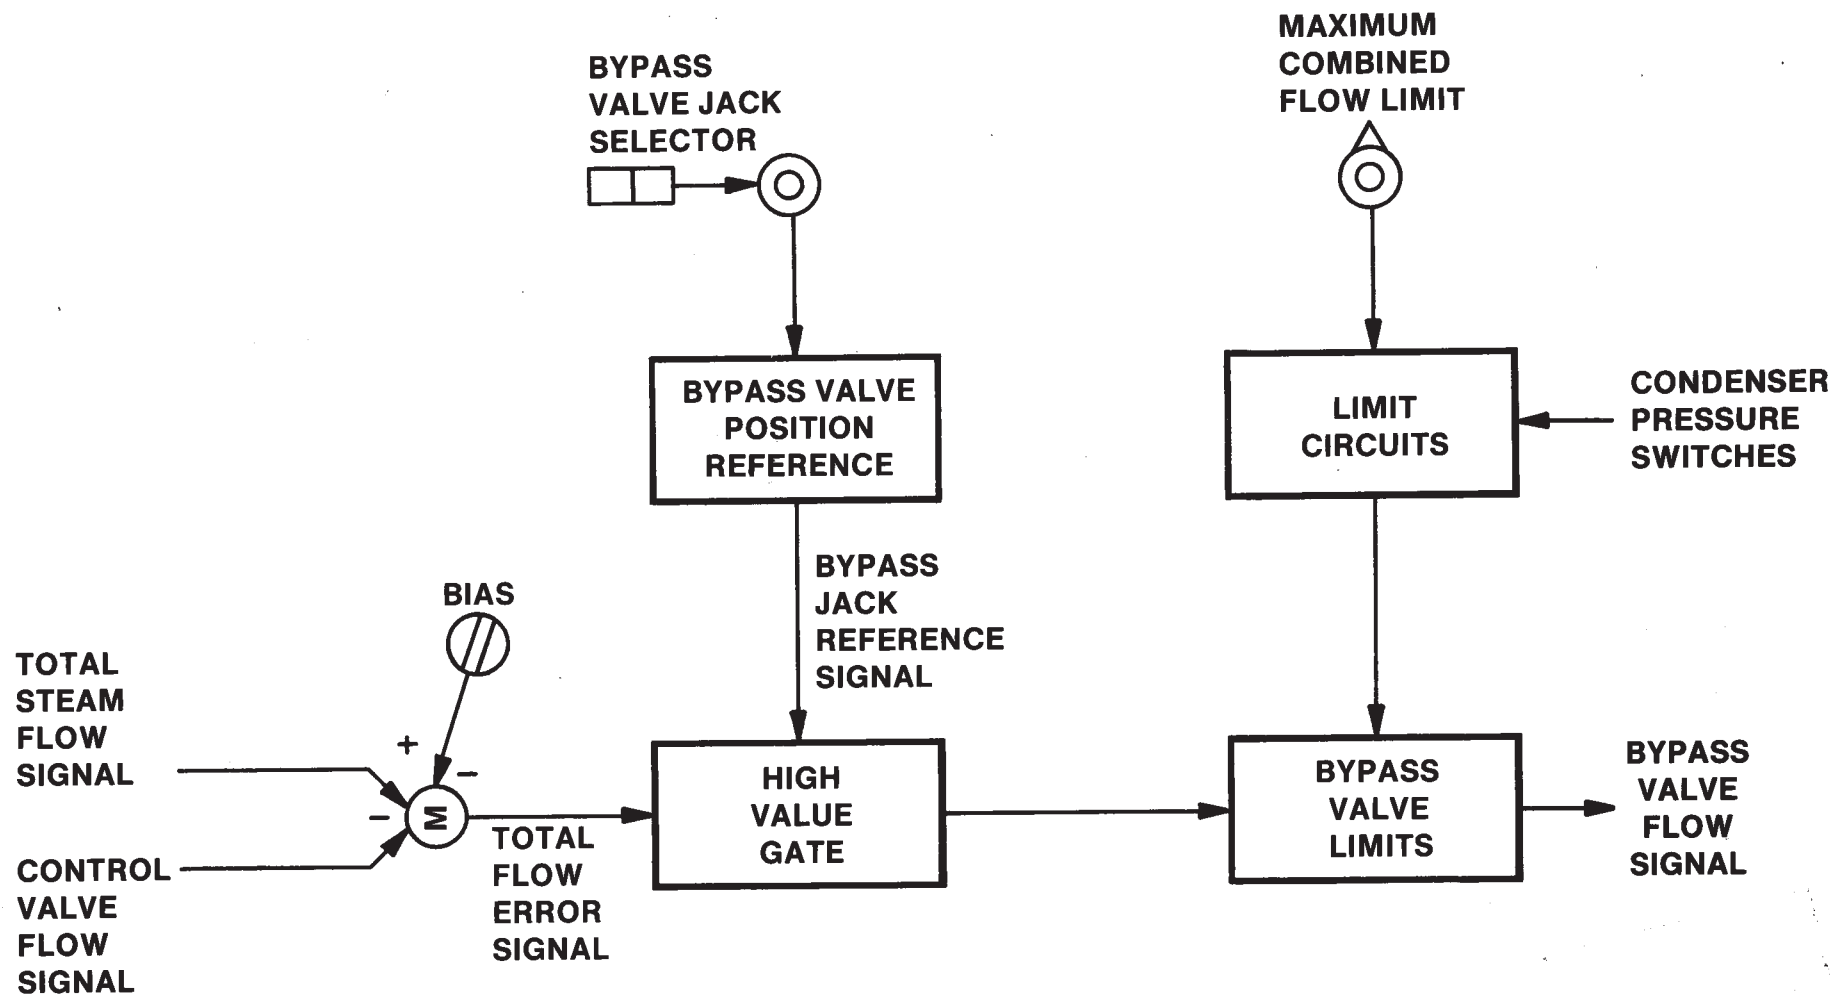 MAXIMUM
COMBINED
FLOW LIMIT
BYPASS
VALVE JACK
SELECTOR
BYPASS VALVE
POSITION
REFERENCE
LIMIT
CIRCUITS
CONDENSER
PRESSURE
SWITCHES
BYPASS
JACK
REFERENCE
SIGNAL
BIAS
TOTAL
STEAM
FLOW
SIGNAL
+
−
−
M
CONTROL
VALVE
FLOW
SIGNAL
TOTAL
FLOW
ERROR
SIGNAL
HIGH
VALUE
GATE
BYPASS
VALVE
LIMITS
BYPASS
VALVE
FLOW
SIGNAL